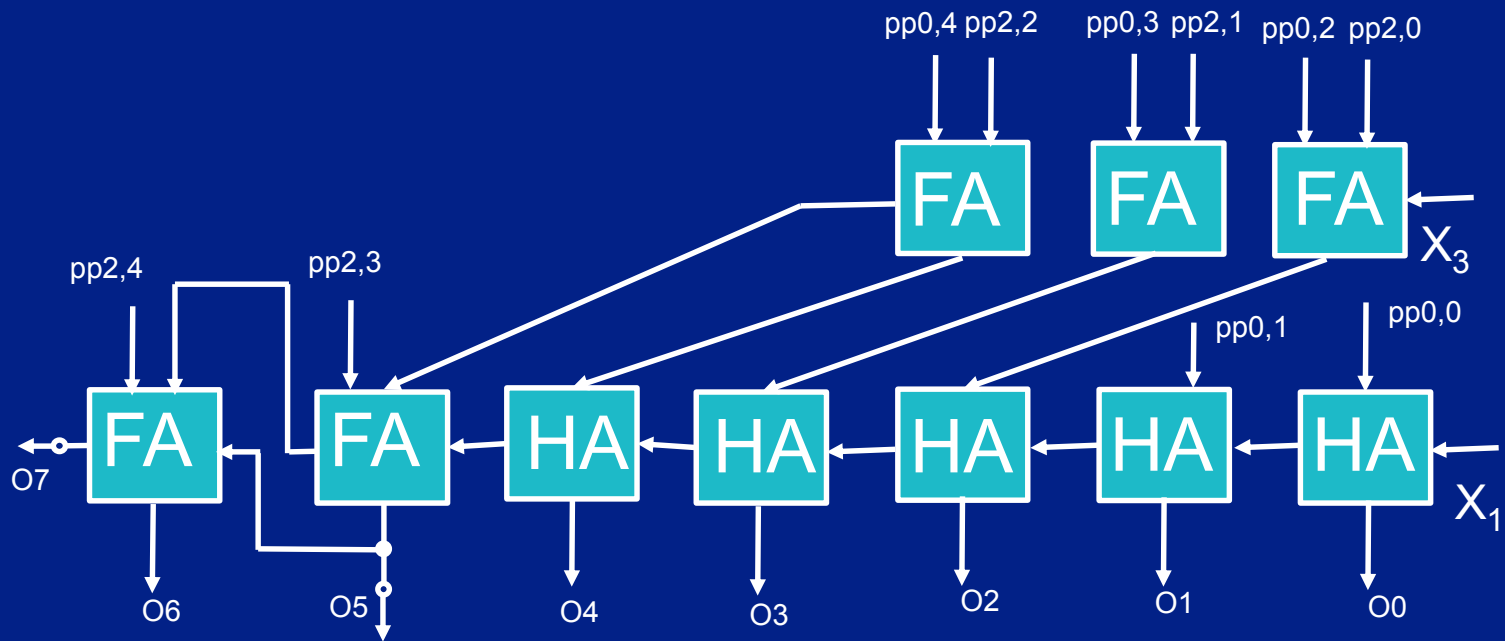 pp0,4 pp2,2 pp0,3 pp2,1 pp0,2 pp2,0
FA FA FA
X₃
pp2,4 pp2,3 pp0,1 pp0,0
FA FA HA HA HA HA HA
O7
X₁
O6 O5 O4 O3 O2 O1 O0